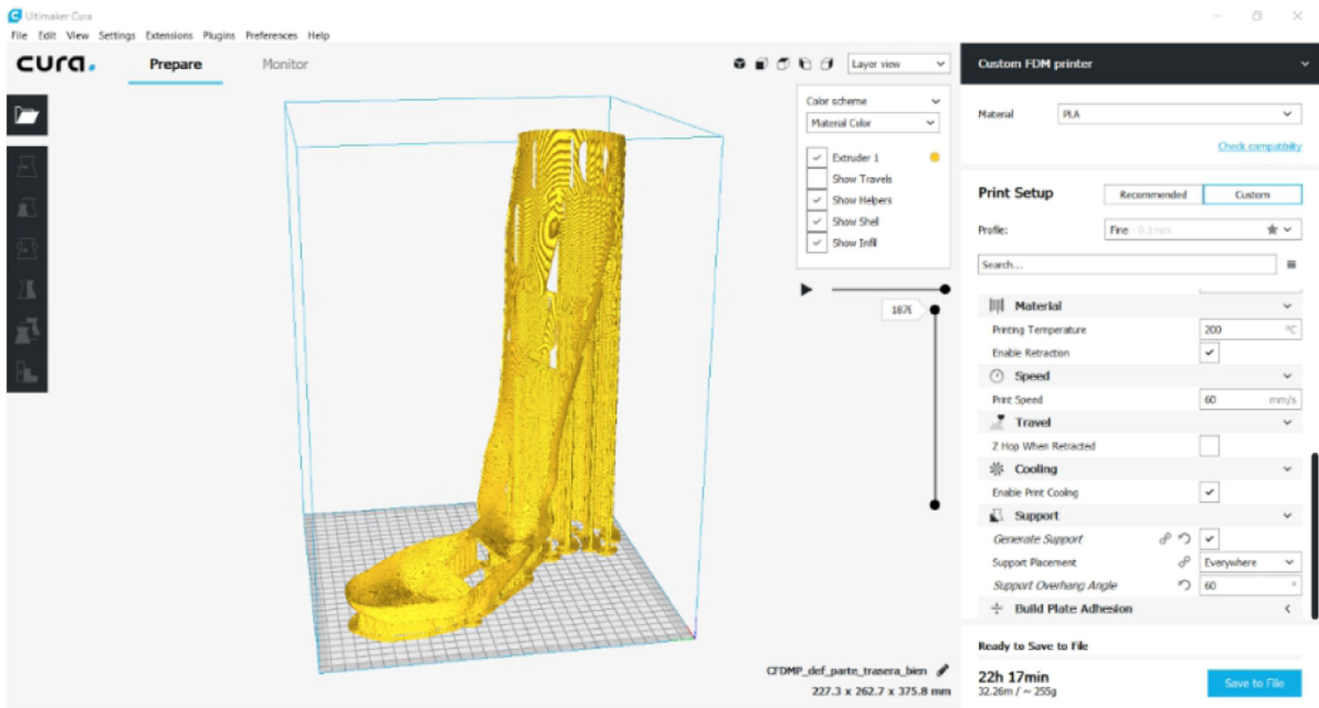 Ultimaker Cura
File Edit View Settings Extensions Plugins Preferences Help
cura. Prepare Monitor
Layer view
Color scheme
Material Color
Extruder 1
Show Travels
Show Helpers
Show Shell
Show Infill
187
CFDMP_def_parte_trasera_bien
227.3 x 262.7 x 375.8 mm
Custom FDM printer
Material PLA
Check compatibility
Print Setup Recommended Custom
Profile: Fine - 0.1mm
Search...
Material
Printing Temperature 200 °C
Enable Retraction
Speed
Print Speed 60 mm/s
Travel
Z Hop When Retracted
Cooling
Enable Print Cooling
Support
Generate Support
Support Placement Everywhere
Support Overhang Angle 60 °
Build Plate Adhesion
Ready to Save to File
22h 17min
32.26m / ~ 255g
Save to File